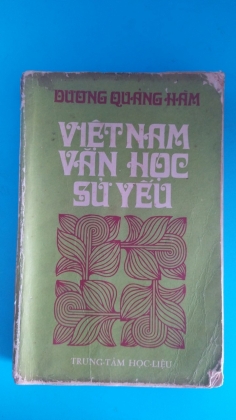 DƯƠNG QUẢNG HÀM
VIỆT NAM
VĂN HỌC
SỬ YẾU
TRUNG-TÂM HỌC-LIỆU